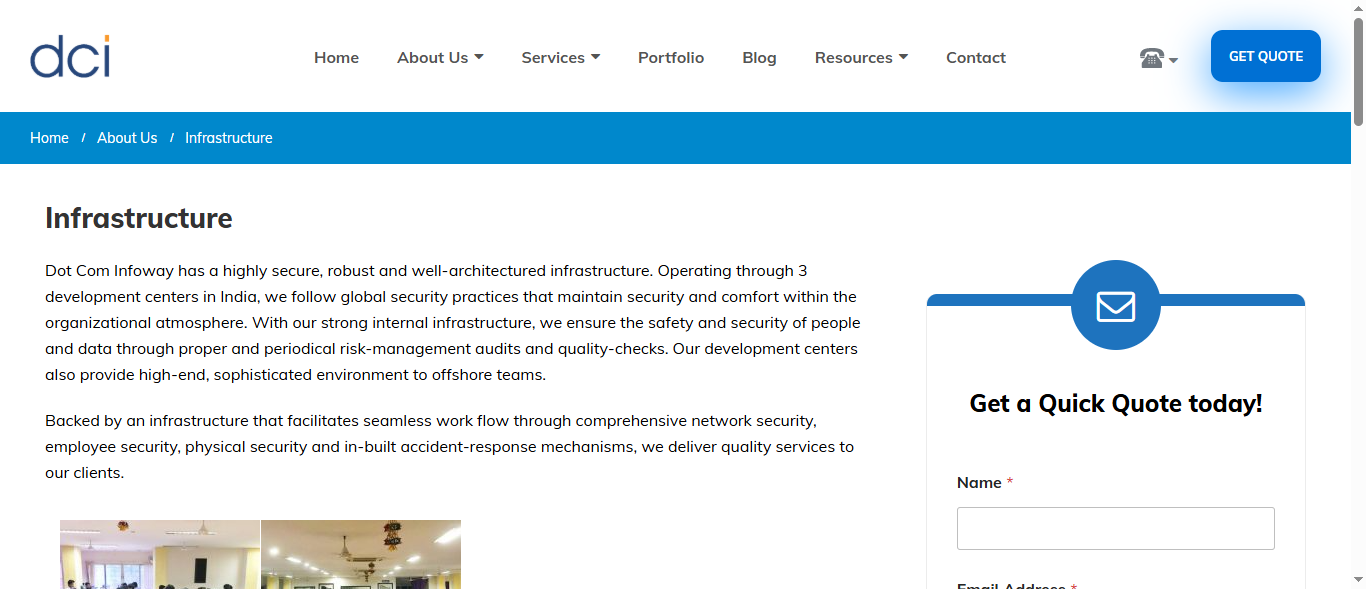 dci
Home
About Us
Services
Portfolio
Blog
Resources
Contact
GET QUOTE
Home / About Us / Infrastructure
Infrastructure
Dot Com Infoway has a highly secure, robust and well-architectured infrastructure. Operating through 3
development centers in India, we follow global security practices that maintain security and comfort within the
organizational atmosphere. With our strong internal infrastructure, we ensure the safety and security of people
and data through proper and periodical risk-management audits and quality-checks. Our development centers
also provide high-end, sophisticated environment to offshore teams.
Backed by an infrastructure that facilitates seamless work flow through comprehensive network security,
employee security, physical security and in-built accident-response mechanisms, we deliver quality services to
our clients.
Get a Quick Quote today!
Name *
Email Address *